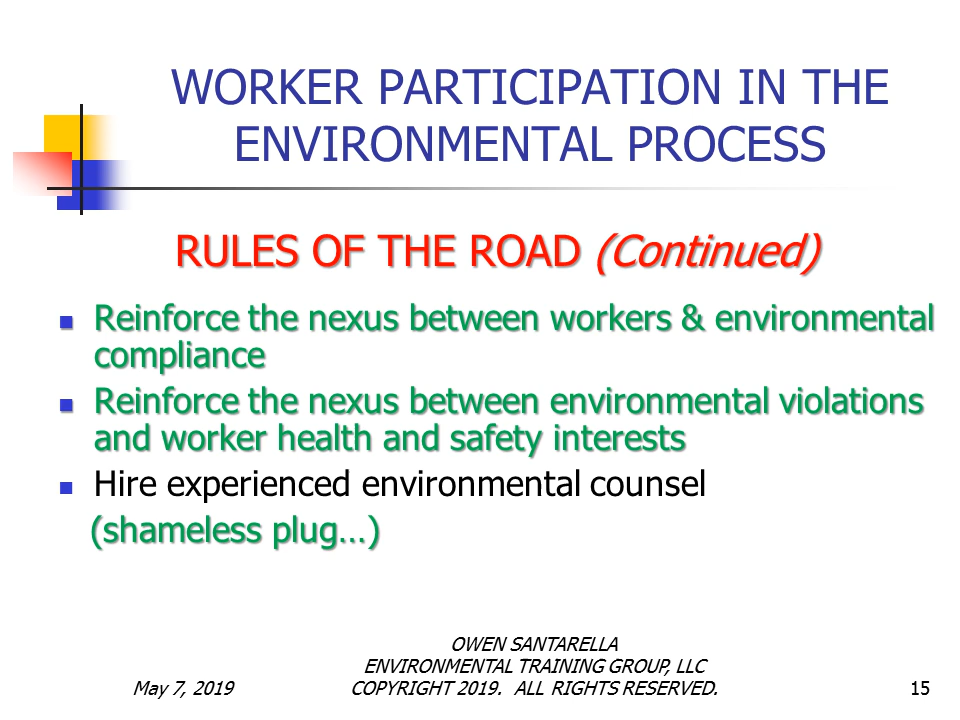 WORKER PARTICIPATION IN THE
ENVIRONMENTAL PROCESS
RULES OF THE ROAD (Continued)
Reinforce the nexus between workers & environmental
compliance
Reinforce the nexus between environmental violations
and worker health and safety interests
Hire experienced environmental counsel
(shameless plug…)
May 7, 2019
OWEN SANTARELLA
ENVIRONMENTAL TRAINING GROUP, LLC
COPYRIGHT 2019. ALL RIGHTS RESERVED.
15